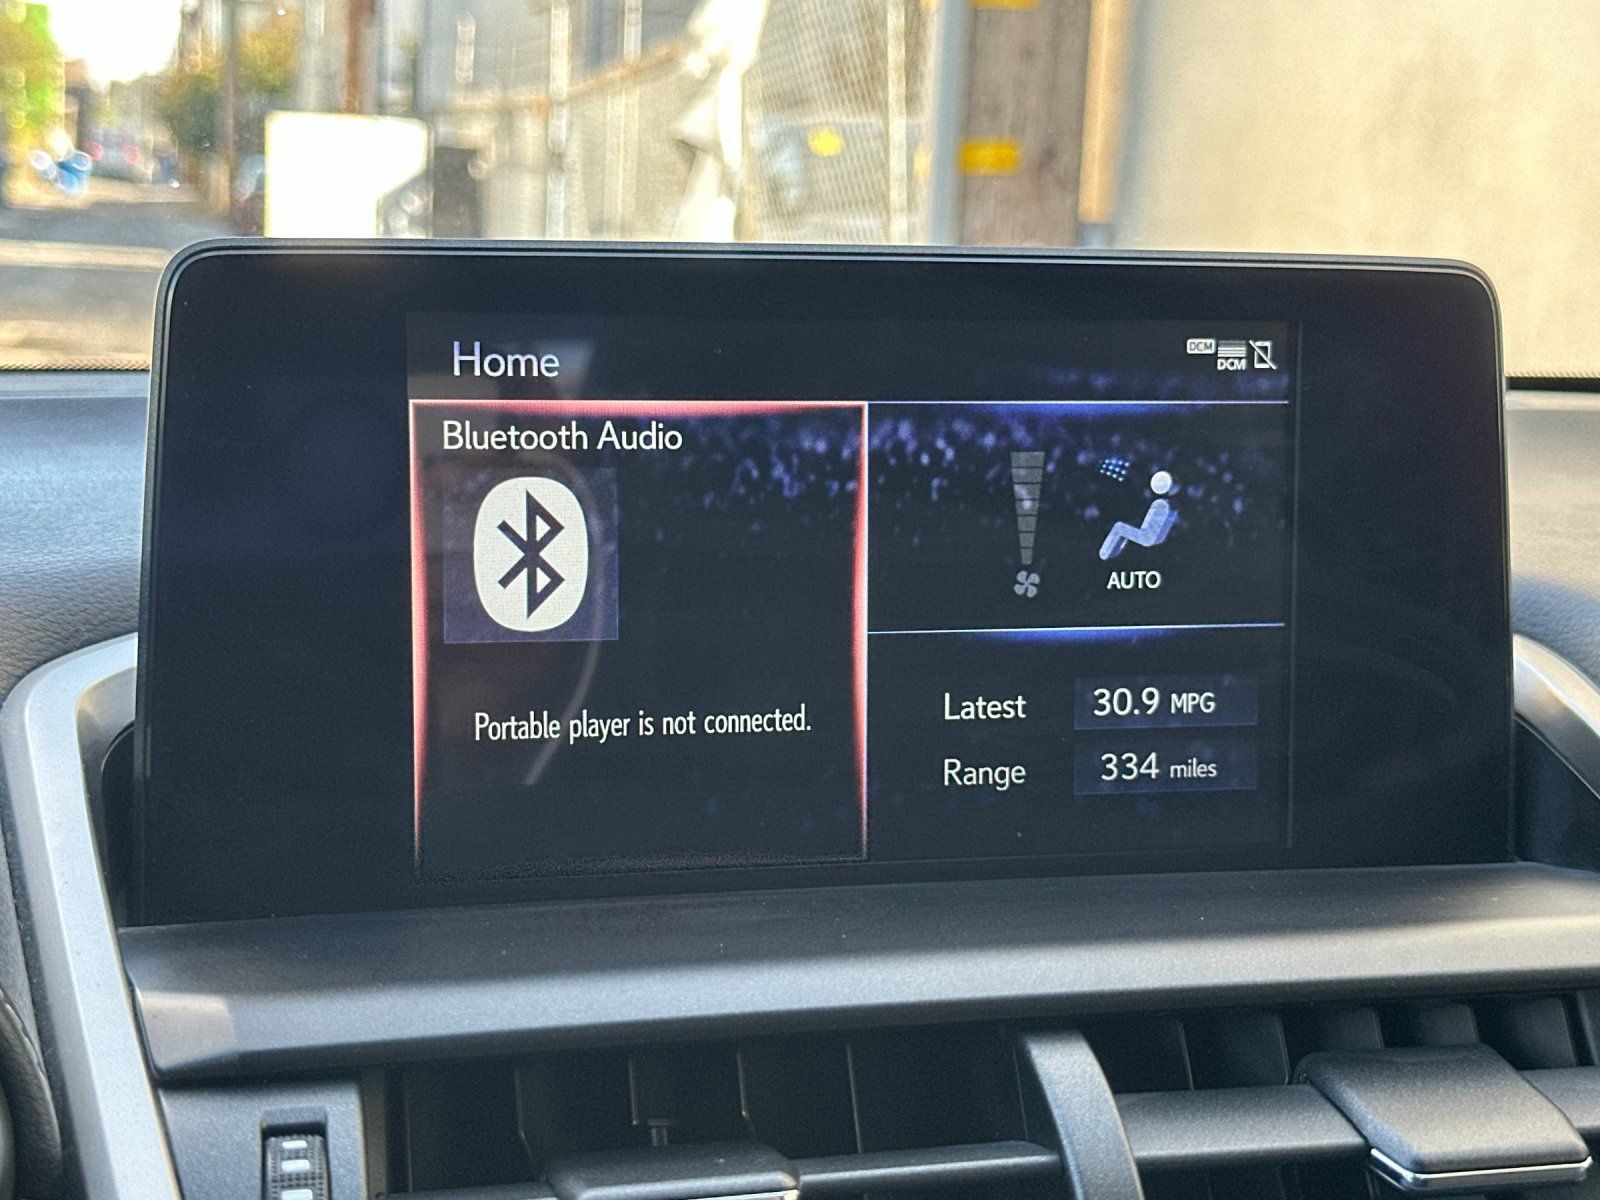 Home
DCM
DCM
Bluetooth Audio
AUTO
Portable player is not connected.
Latest 30.9 MPG
Range 334 miles